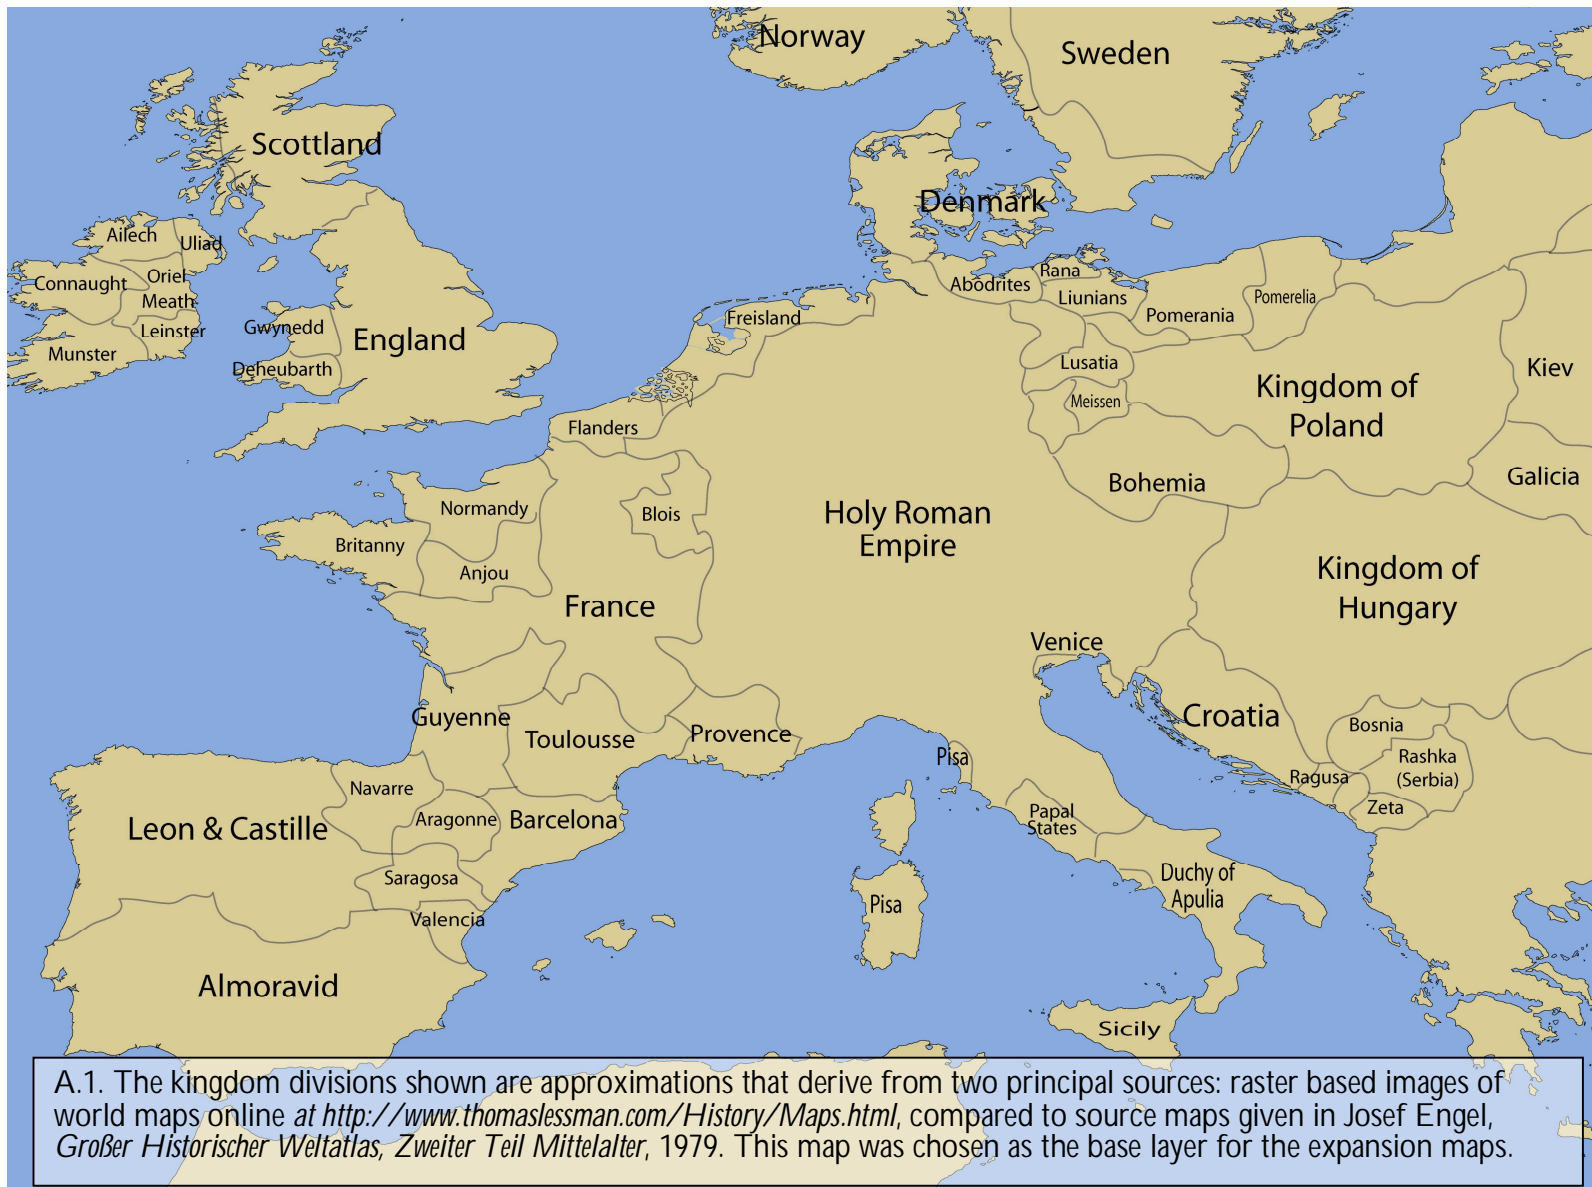 Norway
Sweden
Scottland
Denmark
Ailech
Uliad
Connaught
Oriel
Meath
Leinster
Munster
Gwynedd
Deheubarth
England
Freisland
Abodrites
Rana
Liunians
Pomerania
Pomerelia
Lusatia
Meissen
Kingdom of
Poland
Kiev
Flanders
Bohemia
Galicia
Normandy
Blois
Britanny
Anjou
Holy Roman
Empire
France
Kingdom of
Hungary
Venice
Guyenne
Toulousse
Provence
Croatia
Bosnia
Pisa
Rashka
(Serbia)
Ragusa
Zeta
Navarre
Leon & Castille
Aragonne
Barcelona
Papal
States
Saragosa
Duchy of
Apulia
Pisa
Valencia
Almoravid
Sicily
A.1. The kingdom divisions shown are approximations that derive from two principal sources: raster based images of
world maps online at http://www.thomaslessman.com/History/Maps.html, compared to source maps given in Josef Engel,
Großer Historischer Weltatlas, Zweiter Teil Mittelalter, 1979. This map was chosen as the base layer for the expansion maps.